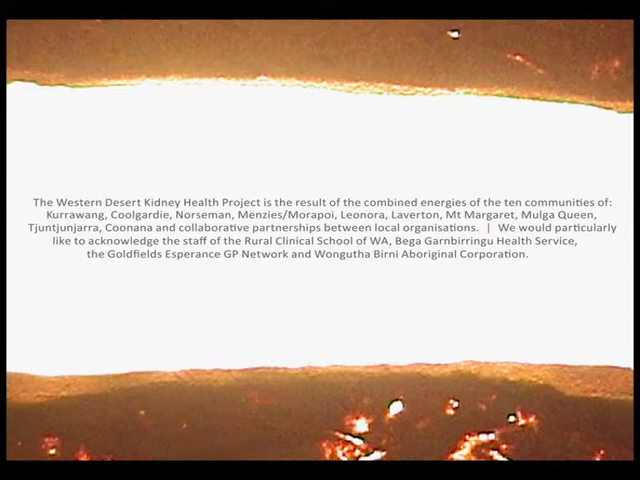 The Western Desert Kidney Health Project is the result of the combined energies of the ten communities of:
Kurrawang, Coolgardie, Norseman, Menzies/Morapoi, Leonora, Laverton, Mt Margaret, Mulga Queen,
Tjuntjunjarra, Coonana and collaborative partnerships between local organisations. | We would particularly
like to acknowledge the staff of the Rural Clinical School of WA, Bega Garnbirringu Health Service,
the Goldfields Esperance GP Network and Wongutha Birni Aboriginal Corporation.